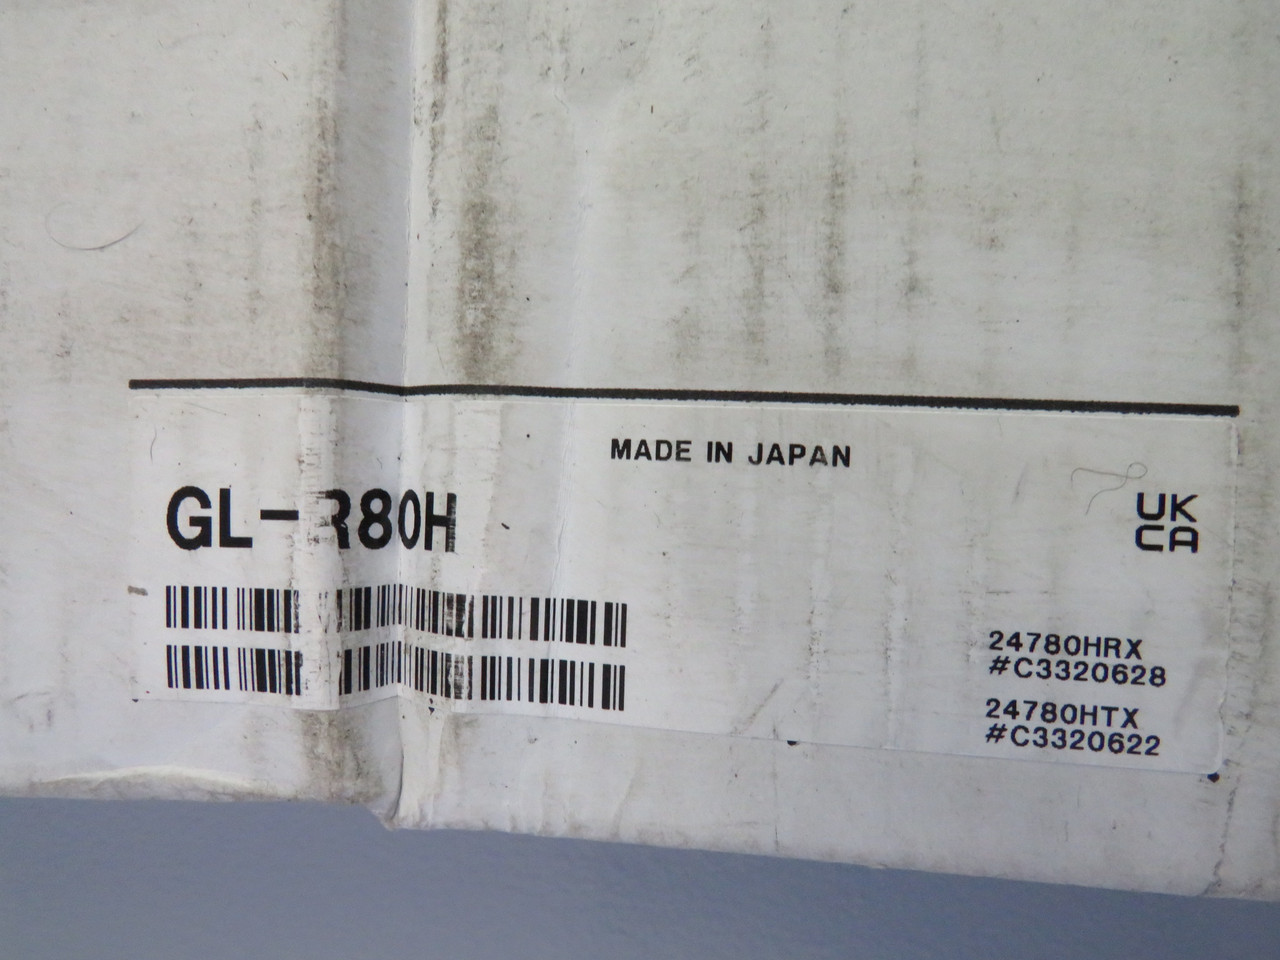 MADE IN JAPAN
GL-R80H
UK
CA
24780HRX
#C3320628
24780HTX
#C3320622